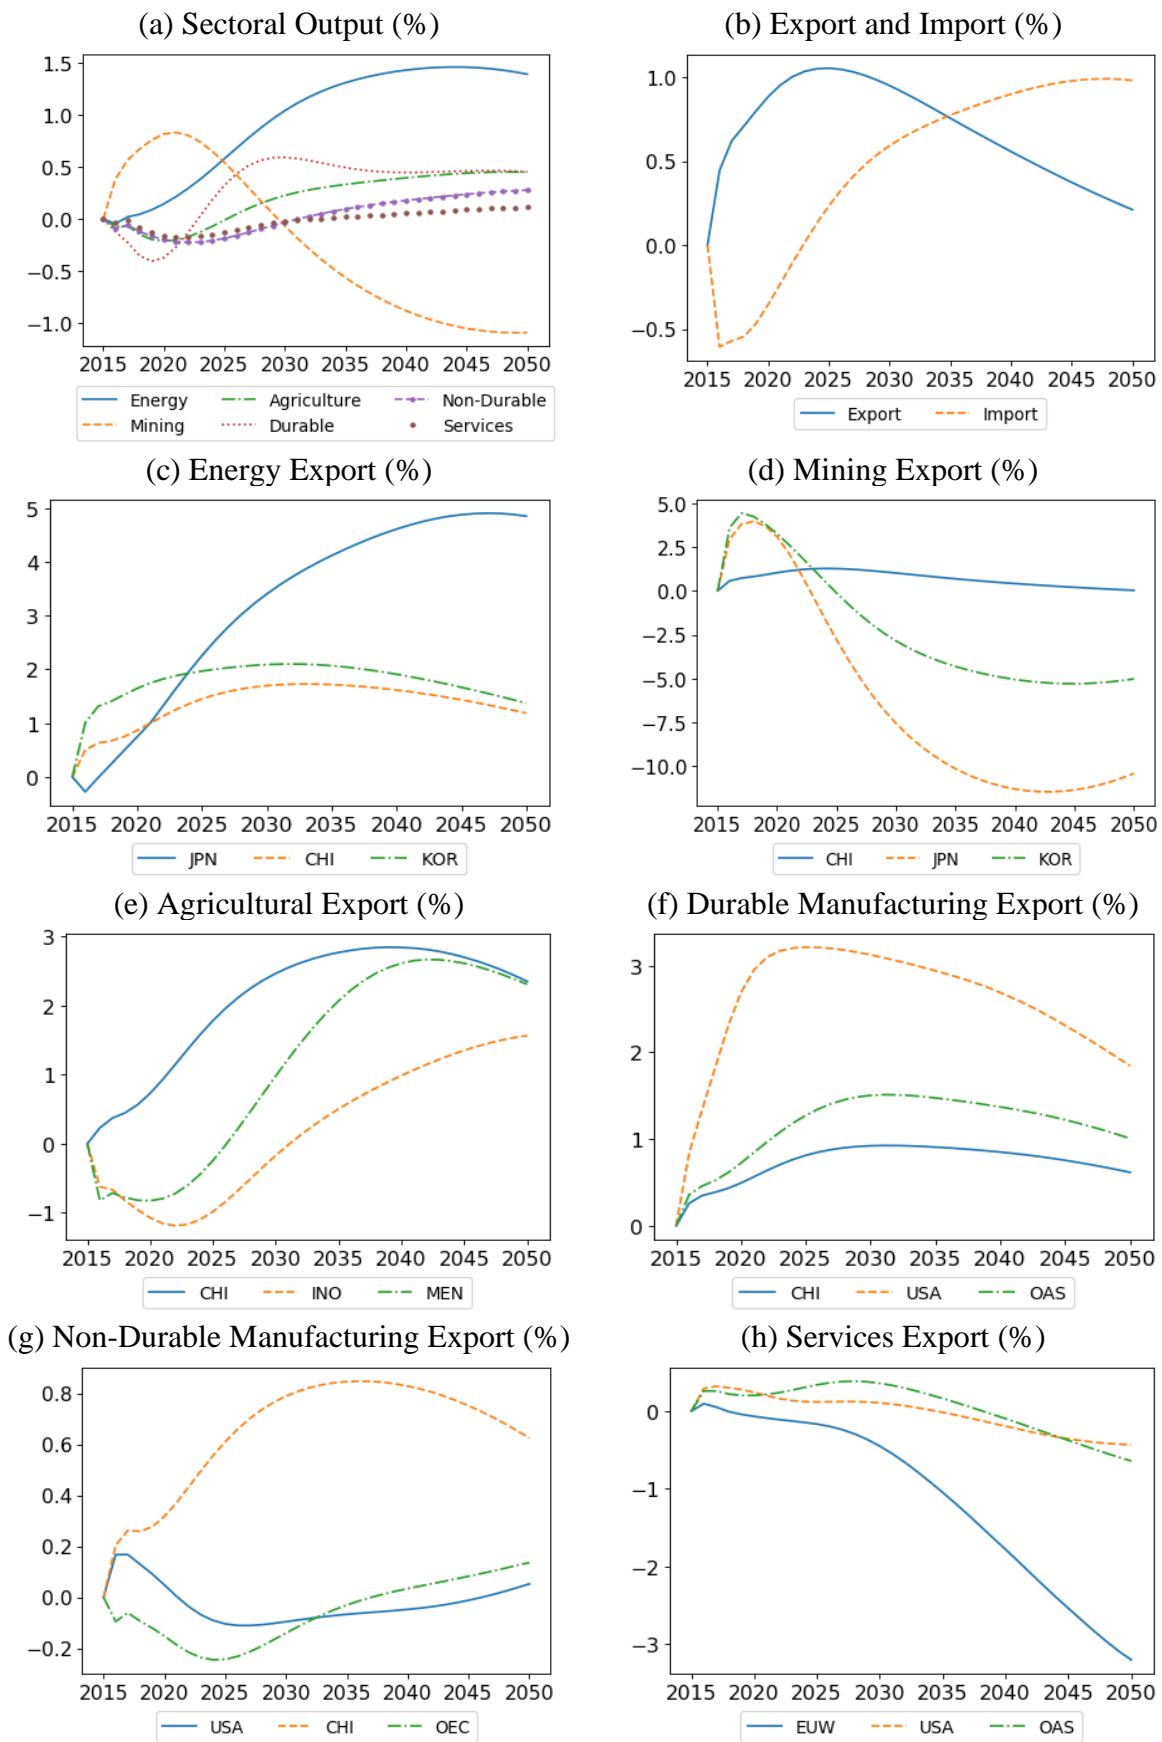 (a) Sectoral Output (%)
1.5
1.0
0.5
0.0
−0.5
−1.0
2015 2020 2025 2030 2035 2040 2045 2050
Energy Agriculture Non-Durable
Mining Durable Services
(b) Export and Import (%)
1.0
0.5
0.0
−0.5
2015 2020 2025 2030 2035 2040 2045 2050
Export Import
(c) Energy Export (%)
5
4
3
2
1
0
2015 2020 2025 2030 2035 2040 2045 2050
JPN CHI KOR
(d) Mining Export (%)
5.0
2.5
0.0
−2.5
−5.0
−7.5
−10.0
2015 2020 2025 2030 2035 2040 2045 2050
CHI JPN KOR
(e) Agricultural Export (%)
3
2
1
0
−1
2015 2020 2025 2030 2035 2040 2045 2050
CHI INO MEN
(f) Durable Manufacturing Export (%)
3
2
1
0
2015 2020 2025 2030 2035 2040 2045 2050
CHI USA OAS
(g) Non-Durable Manufacturing Export (%)
0.8
0.6
0.4
0.2
0.0
−0.2
2015 2020 2025 2030 2035 2040 2045 2050
USA CHI OEC
(h) Services Export (%)
0
−1
−2
−3
2015 2020 2025 2030 2035 2040 2045 2050
EUW USA OAS